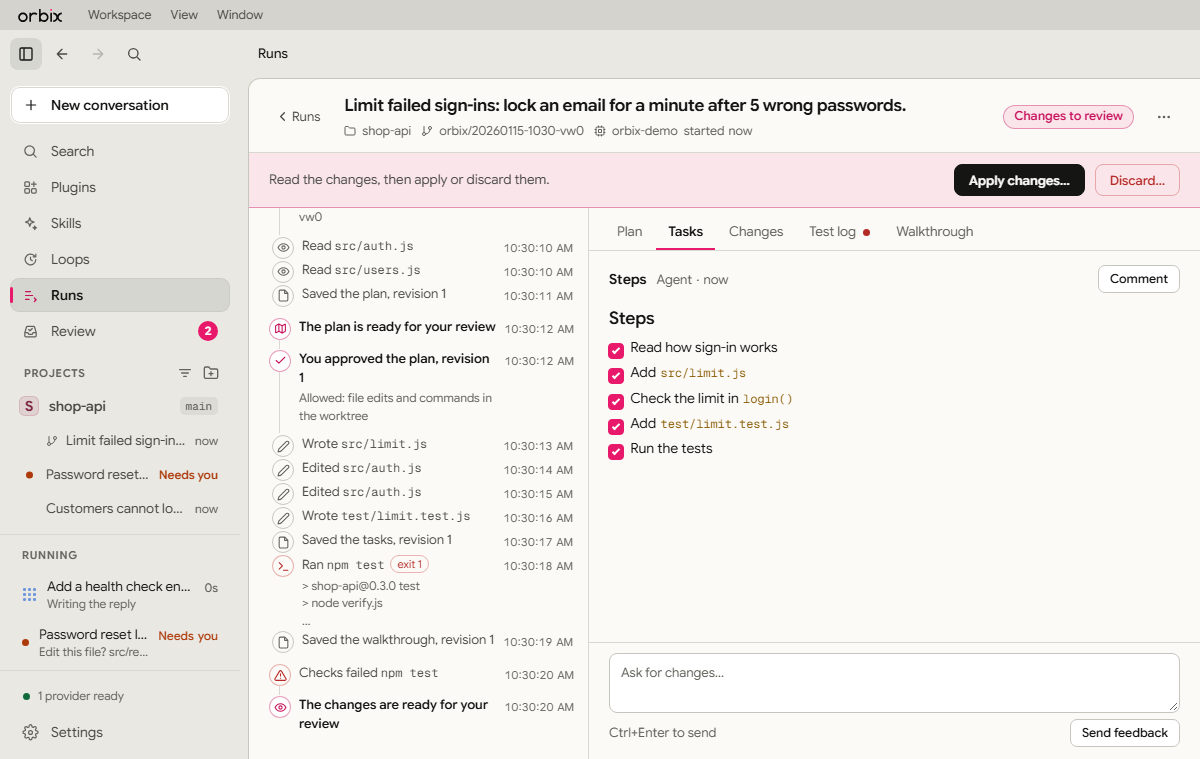 orbix Workspace View Window
Runs
New conversation
Search
Plugins
Skills
Loops
Runs
Review 2
PROJECTS
S shop-api main
Limit failed sign-in... now
Password reset... Needs you
Customers cannot lo... now
RUNNING
Add a health check en... 0s
Writing the reply
Password reset l... Needs you
Edit this file? src/re...
1 provider ready
Settings
Runs
Limit failed sign-ins: lock an email for a minute after 5 wrong passwords.
shop-api orbix/20260115-1030-vw0 orbix-demo started now
Changes to review
Read the changes, then apply or discard them.
Apply changes...
Discard...
vw0
Read src/auth.js 10:30:10 AM
Read src/users.js 10:30:10 AM
Saved the plan, revision 1 10:30:11 AM
The plan is ready for your review 10:30:12 AM
You approved the plan, revision 10:30:12 AM
1
Allowed: file edits and commands in
the worktree
Wrote src/limit.js 10:30:13 AM
Edited src/auth.js 10:30:14 AM
Edited src/auth.js 10:30:15 AM
Wrote test/limit.test.js 10:30:16 AM
Saved the tasks, revision 1 10:30:17 AM
Ran npm test exit 1 10:30:18 AM
> shop-api@0.3.0 test
> node verify.js
...
Saved the walkthrough, revision 1 10:30:19 AM
Checks failed npm test 10:30:20 AM
The changes are ready for your 10:30:20 AM
review
Plan Tasks Changes Test log Walkthrough
Steps Agent · now
Comment
Steps
Read how sign-in works
Add src/limit.js
Check the limit in login()
Add test/limit.test.js
Run the tests
Ask for changes...
Ctrl+Enter to send
Send feedback